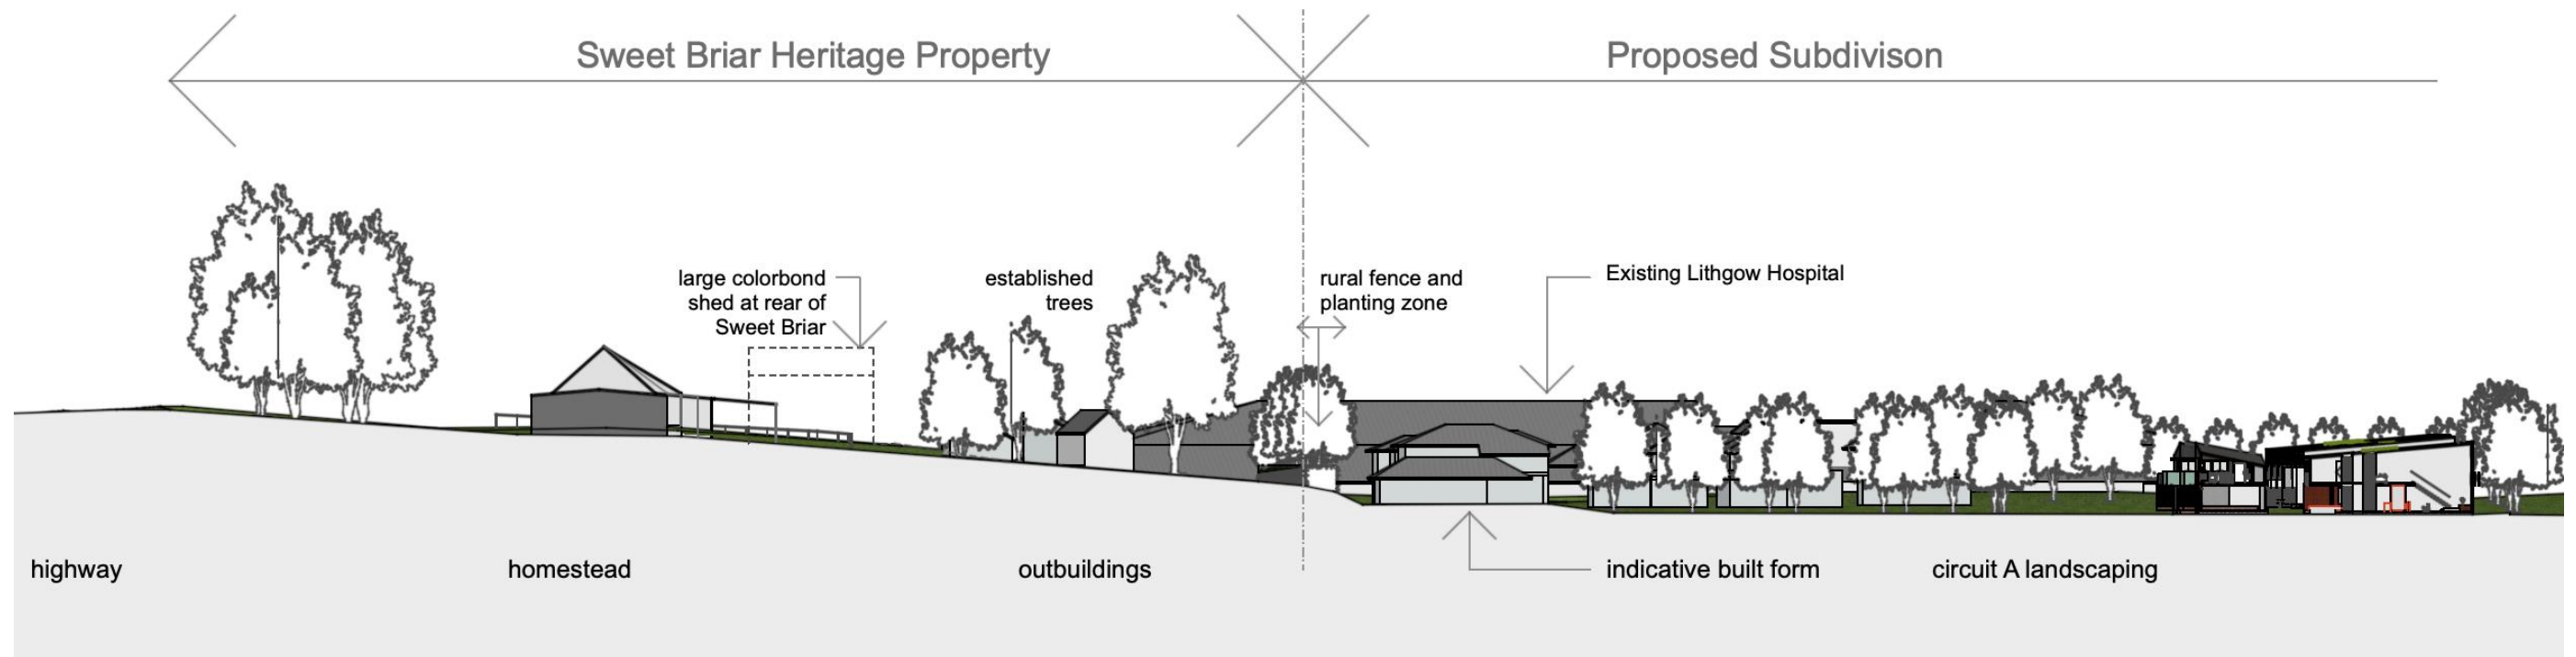 Sweet Briar Heritage Property
Proposed Subdivison
large colorbond
shed at rear of
Sweet Briar
established
trees
rural fence and
planting zone
Existing Lithgow Hospital
highway
homestead
outbuildings
indicative built form
circuit A landscaping